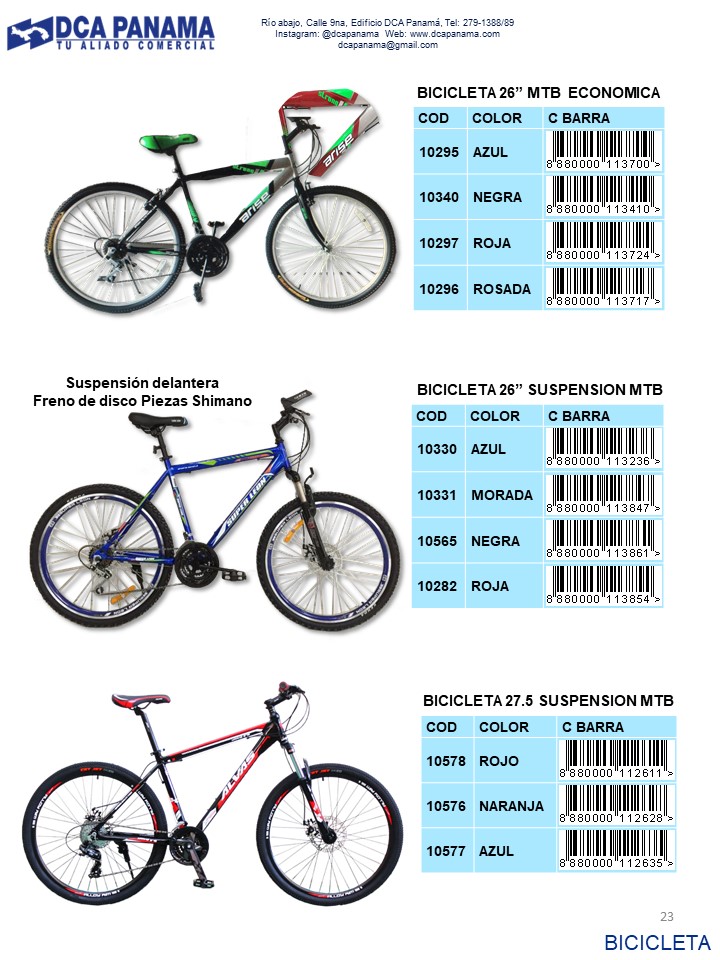 DCA PANAMA
TU ALIADO COMERCIAL
Río abajo, Calle 9na, Edificio DCA Panamá, Tel: 279-1388/89
Instagram: @dcapanama Web: www.dcapanama.com
dcapanama@gmail.com
BICICLETA 26” MTB ECONOMICA
COD COLOR C BARRA
10295 AZUL 8 880000 113700 >
10340 NEGRA 8 880000 113410 >
10297 ROJA 8 880000 113724 >
10296 ROSADA 8 880000 113717 >
arise
arise
Suspensión delantera
Freno de disco Piezas Shimano
BICICLETA 26” SUSPENSION MTB
COD COLOR C BARRA
10330 AZUL 8 880000 113236 >
10331 MORADA 8 880000 113847 >
10565 NEGRA 8 880000 113861 >
10282 ROJA 8 880000 113854 >
SUPER LEON
BICICLETA 27.5 SUSPENSION MTB
COD COLOR C BARRA
10578 ROJO 8 880000 112611 >
10576 NARANJA 8 880000 112628 >
10577 AZUL 8 880000 112635 >
ALVAS
23
BICICLETA